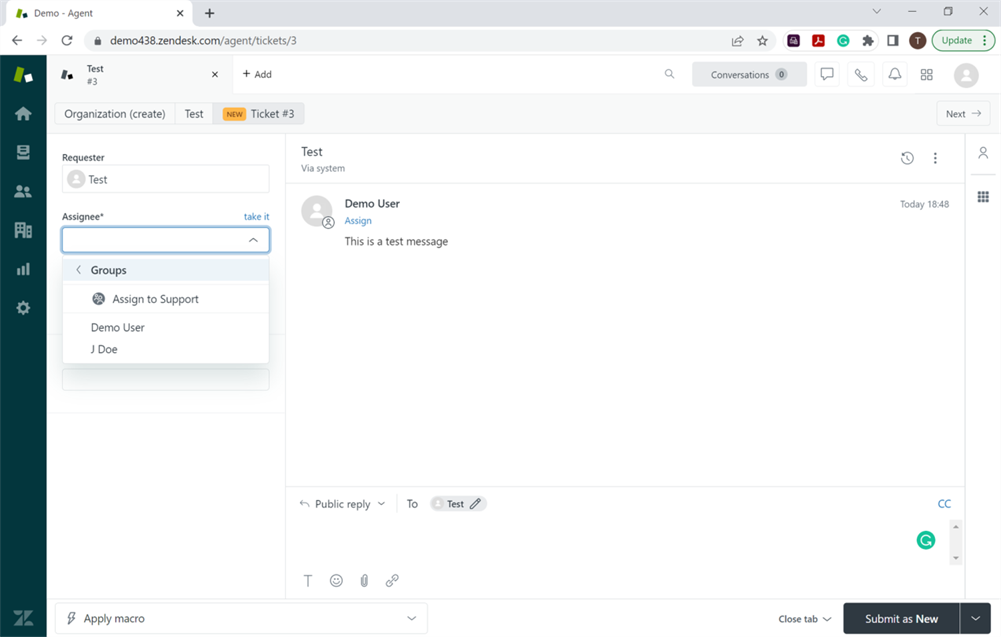 Demo - Agent
demo438.zendesk.com/agent/tickets/3
T
Update
Test
#3
+ Add
Conversations 0
Organization (create)
Test
NEW Ticket #3
Next
Requester
Test
Assignee*
take it
Groups
Assign to Support
Demo User
J Doe
Test
Via system
Demo User
Today 18:48
Assign
This is a test message
Public reply
To
Test
CC
T
Apply macro
Close tab
Submit as New